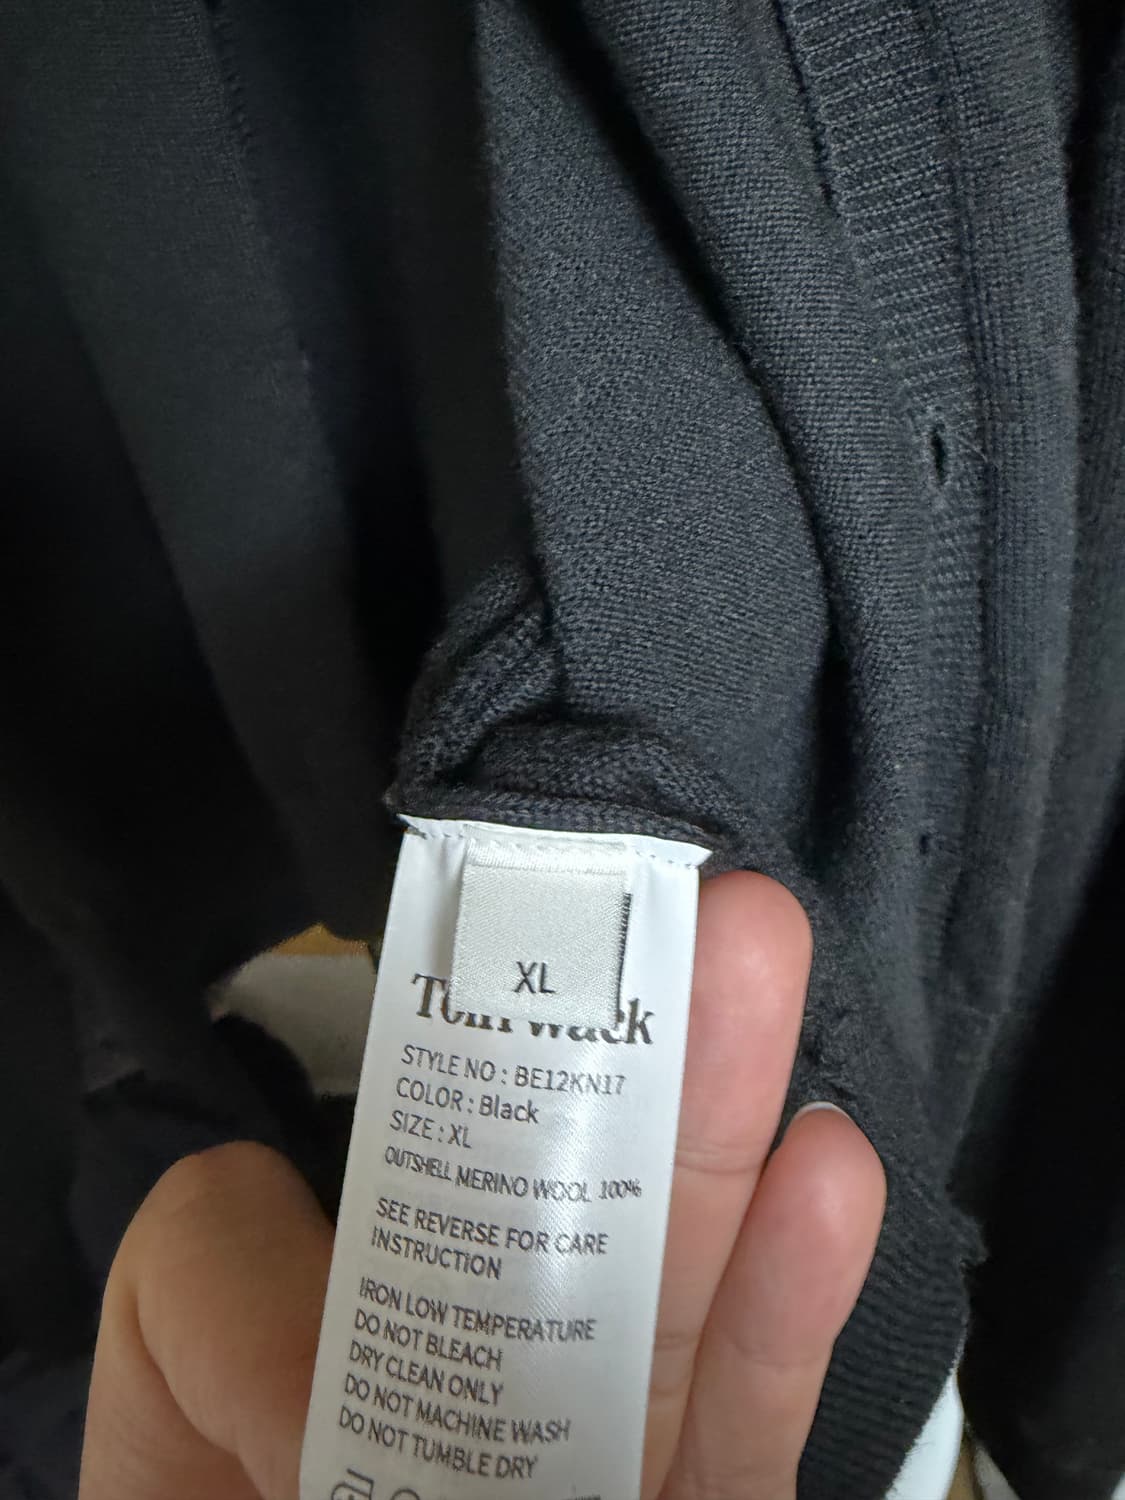 XL
STYLE NO : BE12KN17
COLOR : Black
SIZE : XL
OUTSHELL MERINO WOOL 100%
SEE REVERSE FOR CARE
INSTRUCTION
IRON LOW TEMPERATURE
DO NOT BLEACH
DRY CLEAN ONLY
DO NOT MACHINE WASH
DO NOT TUMBLE DRY